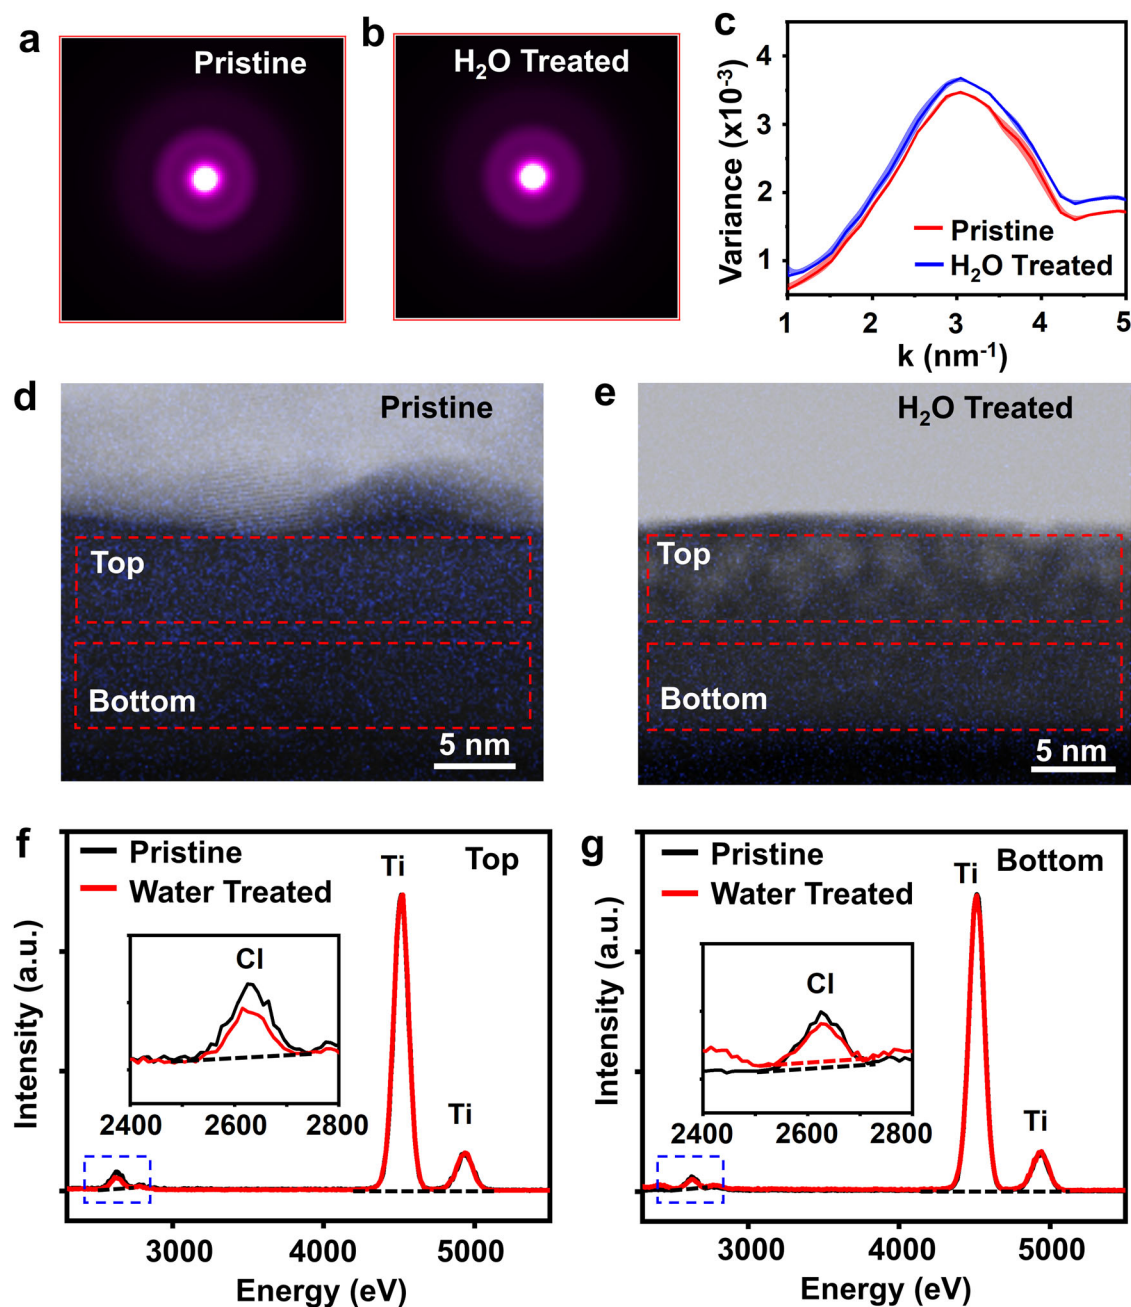 a
Pristine
b
H₂O Treated
c
Variance (x10⁻³)
4
3
2
1
Pristine
H₂O Treated
1 2 3 4 5
k (nm⁻¹)
d
Pristine
Top
Bottom
5 nm
e
H₂O Treated
Top
Bottom
5 nm
f
Pristine
Water Treated
Ti
Top
Cl
2400 2600 2800
Ti
Intensity (a.u.)
3000 4000 5000
Energy (eV)
g
Pristine
Water Treated
Ti
Bottom
Cl
2400 2600 2800
Ti
Intensity (a.u.)
3000 4000 5000
Energy (eV)